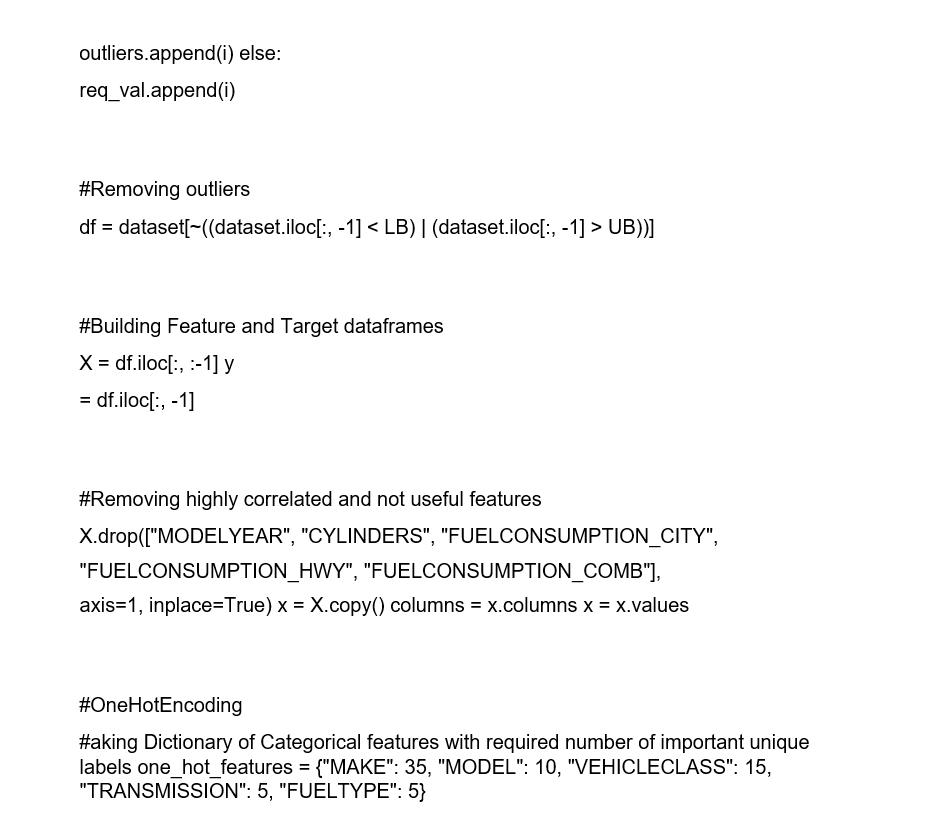 outliers.append(i) else:
req_val.append(i)
#Removing outliers
df = dataset[~((dataset.iloc[:, -1] < LB) | (dataset.iloc[:, -1] > UB))]
#Building Feature and Target dataframes
X = df.iloc[:, :-1] y
= df.iloc[:, -1]
#Removing highly correlated and not useful features
X.drop(["MODELYEAR", "CYLINDERS", "FUELCONSUMPTION_CITY",
"FUELCONSUMPTION_HWY", "FUELCONSUMPTION_COMB"],
axis=1, inplace=True) x = X.copy() columns = x.columns x = x.values
#OneHotEncoding
#aking Dictionary of Categorical features with required number of important unique
labels one_hot_features = {"MAKE": 35, "MODEL": 10, "VEHICLECLASS": 15,
"TRANSMISSION": 5, "FUELTYPE": 5}